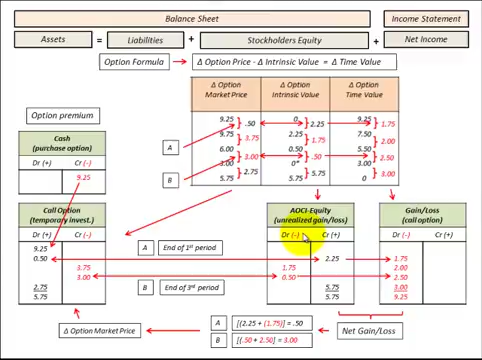 Balance Sheet
Income Statement
Assets
=
Liabilities
+
Stockholders Equity
+
Net Income
Option Formula
Δ Option Price - Δ Intrinsic Value = Δ Time Value
Δ Option
Market Price
Δ Option
Intrinsic Value
Δ Option
Time Value
9.25
9.75
6.00
3.00
5.75
.50
3.75
3.00
2.75
0
2.25
0.50
0*
5.75
2.25
1.75
.50
5.75
9.25
7.50
5.50
3.00
0
1.75
2.00
2.50
3.00
A
B
Option premium
Cash
(purchase option)
Dr (+)
Cr (-)
9.25
Call Option
(temporary invest.)
Dr (+)
Cr (-)
9.25
0.50
3.75
3.00
2.75
5.75
A
End of 1st period
B
End of 3rd period
AOCI-Equity
(unrealized gain/loss)
Dr (-)
Cr (+)
2.25
1.75
0.50
5.75
5.75
Gain/Loss
(call option)
Dr (-)
Cr (+)
1.75
2.00
2.50
3.00
9.25
Δ Option Market Price
A
[(2.25 + (1.75)] = .50
B
[(.50 + 2.50] = 3.00
Net Gain/Loss